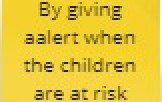 By giving
aalert when
the children
are at risk